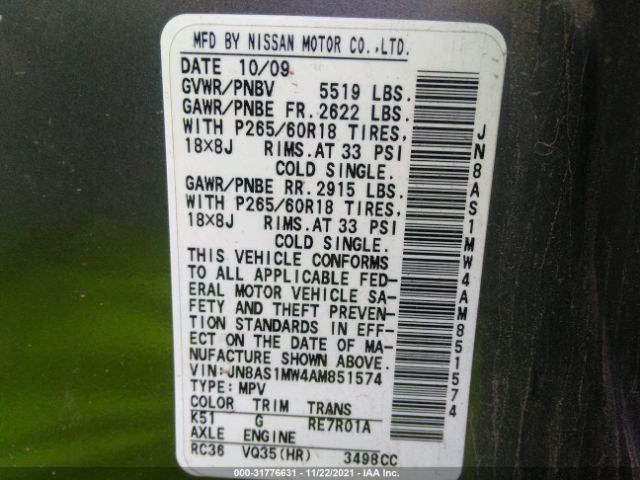 MFD BY NISSAN MOTOR CO.,LTD.
DATE 10/09
GVWR/PNBV 5519 LBS.
GAWR/PNBE FR.2622 LBS.
WITH P265/60R18 TIRES,
18X8J RIMS.AT 33 PSI
COLD SINGLE.
GAWR/PNBE RR.2915 LBS.
WITH P265/60R18 TIRES,
18X8J RIMS.AT 33 PSI
COLD SINGLE.
THIS VEHICLE CONFORMS
TO ALL APPLICABLE FED-
ERAL MOTOR VEHICLE SA-
FETY AND THEFT PREVEN-
TION STANDARDS IN EFF-
ECT ON THE DATE OF MA-
NUFACTURE SHOWN ABOVE.
VIN:JN8AS1MW4AM851574
TYPE:MPV
COLOR TRIM TRANS
K51 G RE7R01A
AXLE ENGINE
RC36 VQ35(HR) 3498CC
JN8AS1MW4AM851574
000-31776631 - 11/22/2021 - IAA Inc.